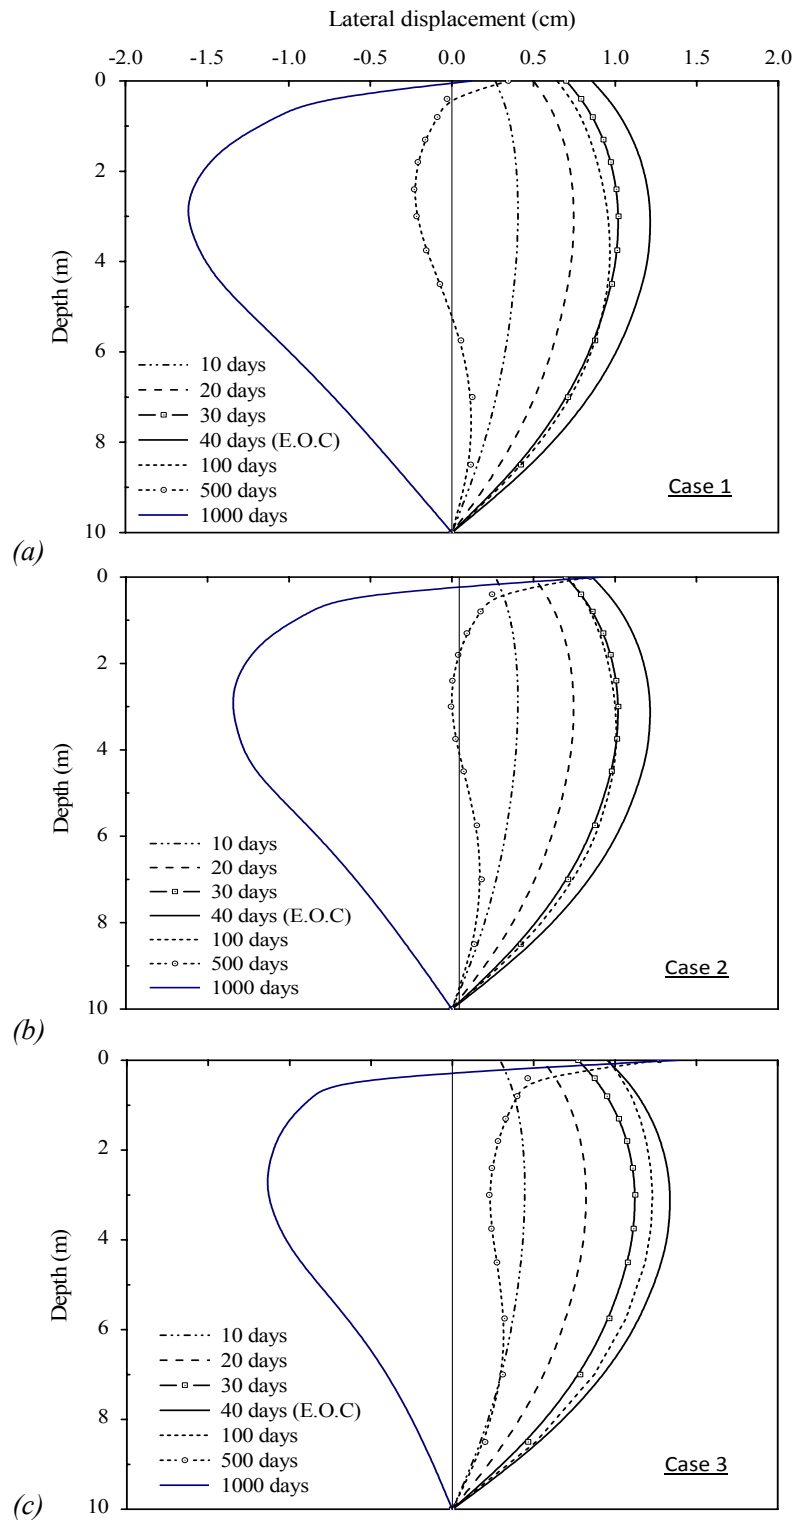 Lateral displacement (cm)
-2.0 -1.5 -1.0 -0.5 0.0 0.5 1.0 1.5 2.0
0
2
4
6
8
10
Depth (m)
10 days
20 days
30 days
40 days (E.O.C)
100 days
500 days
1000 days
Case 1
(a)
0
2
4
6
8
10
Depth (m)
10 days
20 days
30 days
40 days (E.O.C)
100 days
500 days
1000 days
Case 2
(b)
0
2
4
6
8
10
Depth (m)
10 days
20 days
30 days
40 days (E.O.C)
100 days
500 days
1000 days
Case 3
(c)